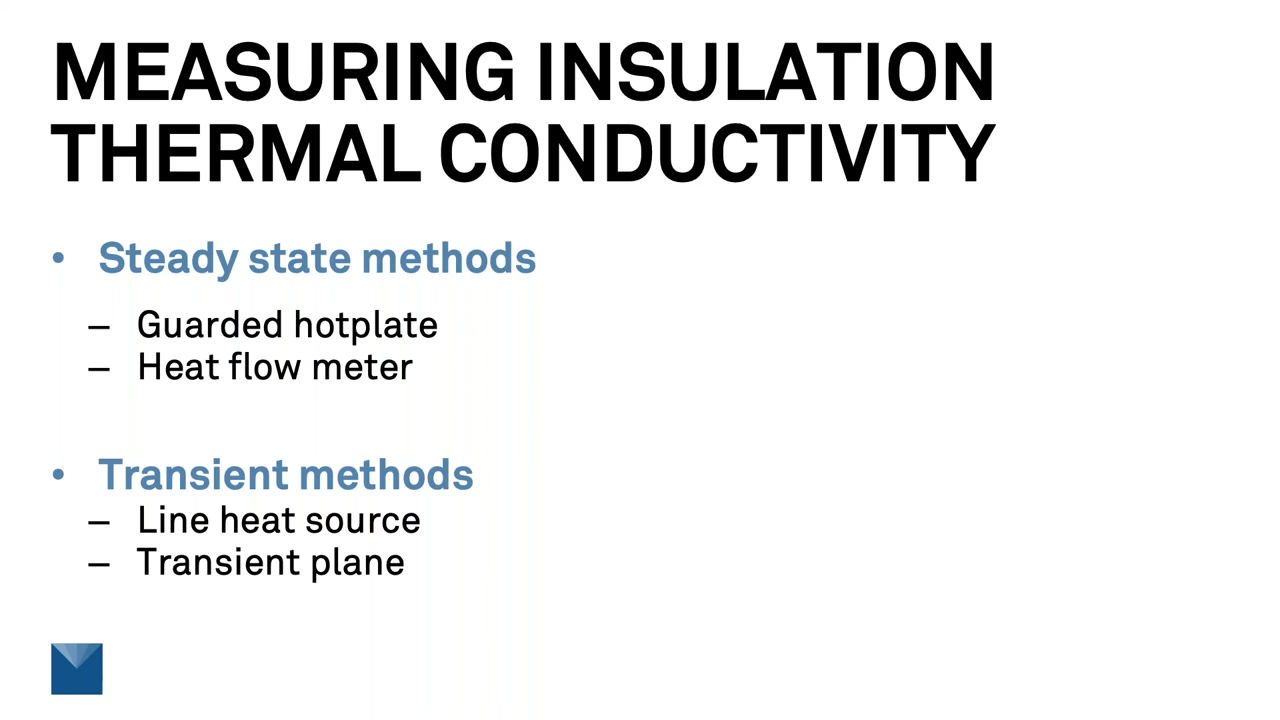 MEASURING INSULATION
THERMAL CONDUCTIVITY
• Steady state methods
– Guarded hotplate
– Heat flow meter
• Transient methods
– Line heat source
– Transient plane